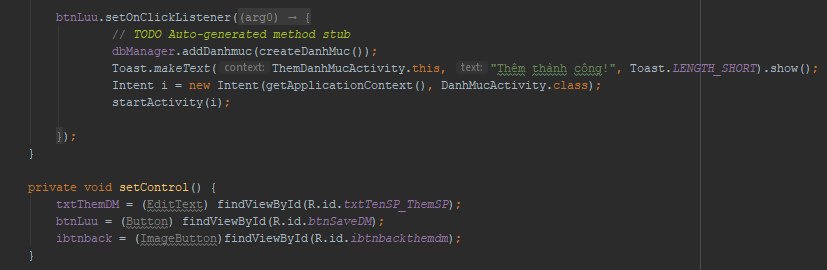 btnLuu.setOnClickListener((arg0) → {
// TODO Auto-generated method stub
dbManager.addDanhmuc(createDanhMuc());
Toast.makeText( context: ThemDanhMucActivity.this, text: "Thêm thành công!", Toast.LENGTH_SHORT).show();
Intent i = new Intent(getApplicationContext(), DanhMucActivity.class);
startActivity(i);
});
}
private void setControl() {
txtThemDM = (EditText) findViewById(R.id.txtTenSP_ThemSP);
btnLuu = (Button) findViewById(R.id.btnSaveDM);
ibtnback = (ImageButton)findViewById(R.id.ibtnbackthemdm);
}